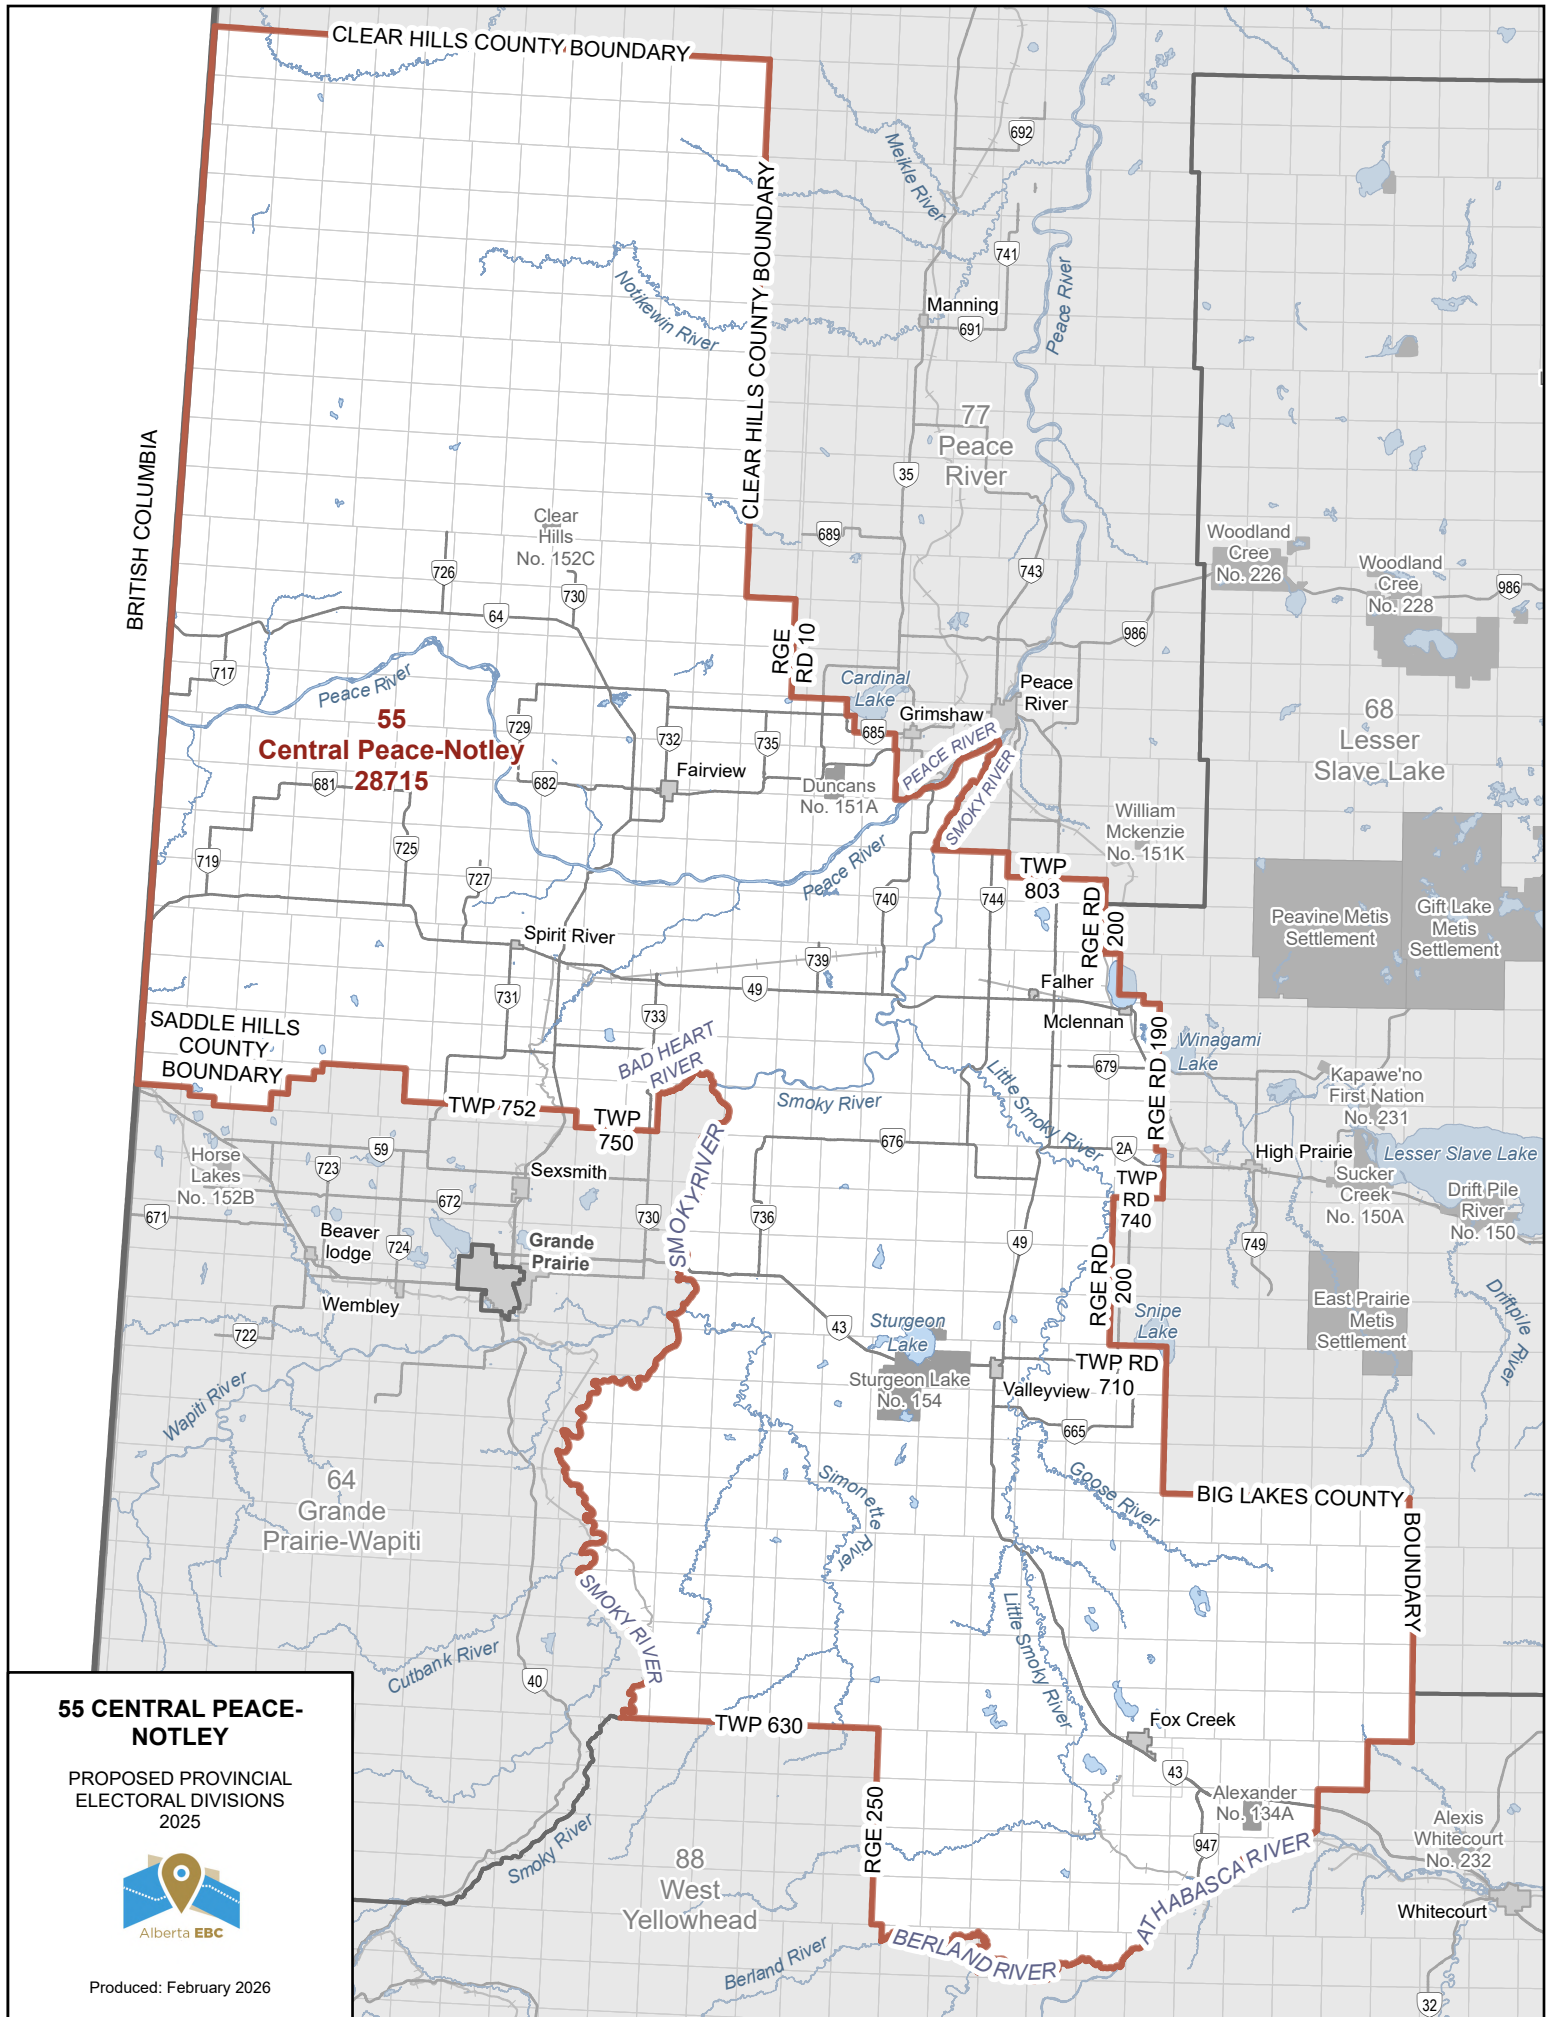 CLEAR HILLS COUNTY BOUNDARY
692
Meikle River
CLEAR HILLS COUNTY BOUNDARY
741
Notikewin River
Manning
691
Peace River
77
Peace
River
BRITISH COLUMBIA
CLEAR HILLS COUNTY BOUNDARY
35
Clear
Hills
No. 152C
689
726
730
743
Woodland
Cree
No. 226
Woodland
Cree
No. 228
986
64
986
RGE
RD 10
717
Peace River
Cardinal
Lake
Peace
River
55
Central Peace-Notley
28715
729
732
735
685
Grimshaw
PEACE RIVER
68
Lesser
Slave Lake
681
682
Fairview
Duncans
No. 151A
SMOKY RIVER
William
Mckenzie
No. 151K
719
725
727
Peace River
740
744
TWP
803
RGE RD
200
Peavine Metis
Settlement
Gift Lake
Metis
Settlement
Spirit River
739
731
733
49
Falher
Mclennan
SADDLE HILLS
COUNTY
BOUNDARY
BAD HEART
RIVER
RGE RD 190
Winagami
Lake
679
Little Smoky River
Kapawe'no
First Nation
No. 231
TWP 752
TWP
750
Smoky River
676
2A
High Prairie
Lesser Slave Lake
Horse
Lakes
No. 152B
59
723
Sexsmith
672
SMOKY RIVER
TWP
RD
740
Sucker
Creek
No. 150A
Drift Pile
River
No. 150
671
Beaver
lodge
724
730
736
Grande
Prairie
49
749
Wembley
RGE RD
200
Snipe
Lake
East Prairie
Metis
Settlement
Driftpile River
722
43
Sturgeon
Lake
Sturgeon Lake
No. 154
Valleyview
TWP RD
710
665
Wapiti River
64
Grande
Prairie-Wapiti
Simonette
River
Goose River
BIG LAKES COUNTY
BOUNDARY
SMOKY RIVER
Little Smoky River
Cutbank River
40
TWP 630
Fox Creek
43
Alexander
No. 134A
947
RGE 250
Smoky River
88
West
Yellowhead
Alexis
Whitecourt
No. 232
Whitecourt
ATHABASCA RIVER
BERLAND RIVER
Berland River
32
55 CENTRAL PEACE-
NOTLEY
PROPOSED PROVINCIAL
ELECTORAL DIVISIONS
2025
Alberta EBC
Produced: February 2026